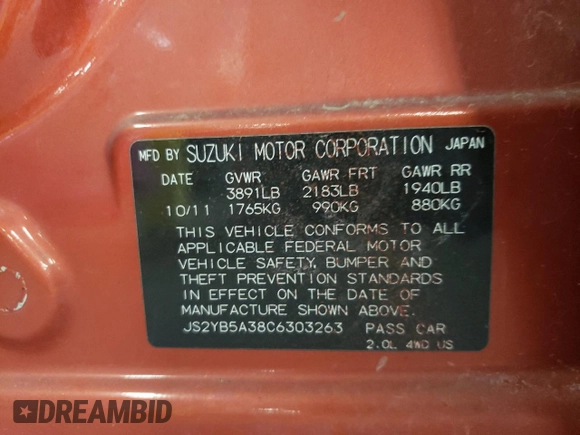 MFD BY SUZUKI MOTOR CORPORATION JAPAN
DATE GVWR GAWR FRT GAWR RR
3891LB 2183LB 1940LB
10/11 1765KG 990KG 880KG
THIS VEHICLE CONFORMS TO ALL
APPLICABLE FEDERAL MOTOR
VEHICLE SAFETY, BUMPER AND
THEFT PREVENTION STANDARDS
IN EFFECT ON THE DATE OF
MANUFACTURE SHOWN ABOVE.
JS2YB5A38C6303263 PASS CAR
2.0L 4WD US
DREAMBID